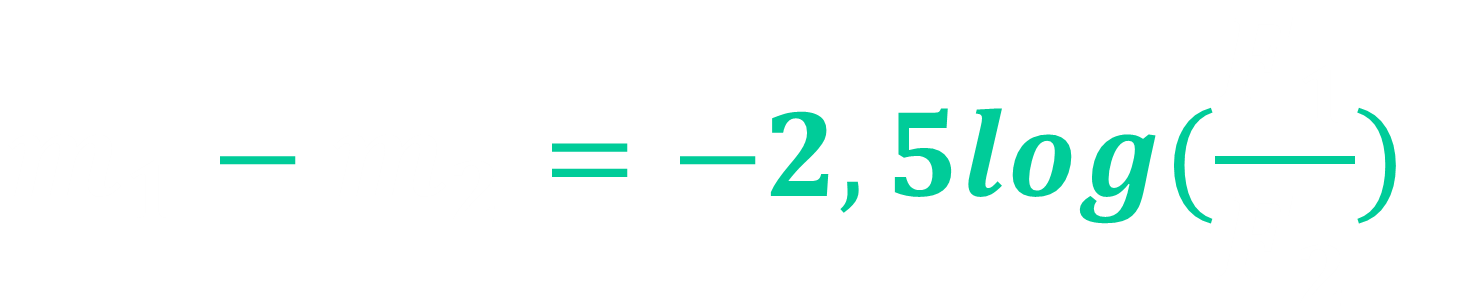 − = −2,5log(—)